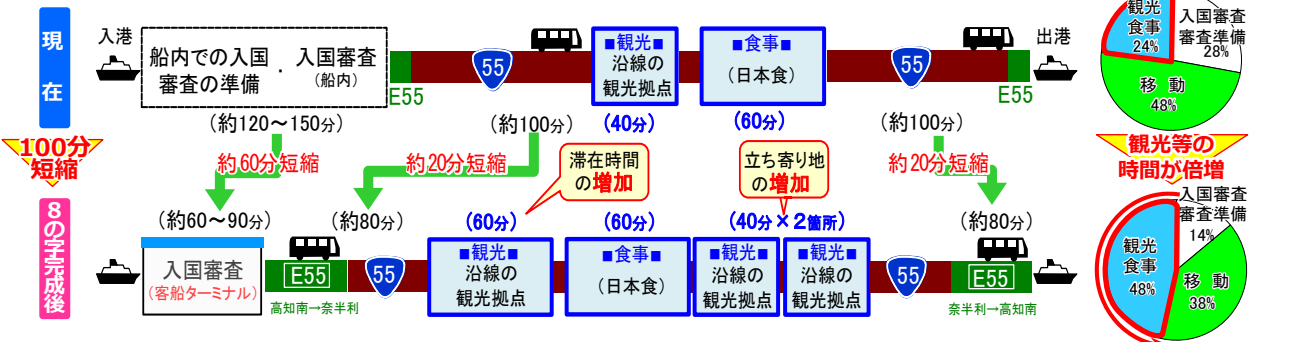 現在
入港
船内での入国
審査の準備
・
入国審査
(船内)
E55
55
■観光■
沿線の
観光拠点
■食事■
(日本食)
55
E55
出港
(約120〜150分)
(約100分)
(40分)
(60分)
(約100分)
観光
食事
24%
入国審査
審査準備
28%
移動
48%
100分
短縮
約60分短縮
約20分短縮
滞在時間
の増加
立ち寄り地
の増加
約20分短縮
観光等の
時間が倍増
8の字完成後
(約60〜90分)
(約80分)
(60分)
(60分)
(40分×2箇所)
(約80分)
入国審査
(客船ターミナル)
E55
高知南→奈半利
55
■観光■
沿線の
観光拠点
■食事■
(日本食)
■観光■
沿線の
観光拠点
■観光■
沿線の
観光拠点
55
E55
奈半利→高知南
観光
食事
48%
入国審査
審査準備
14%
移動
38%